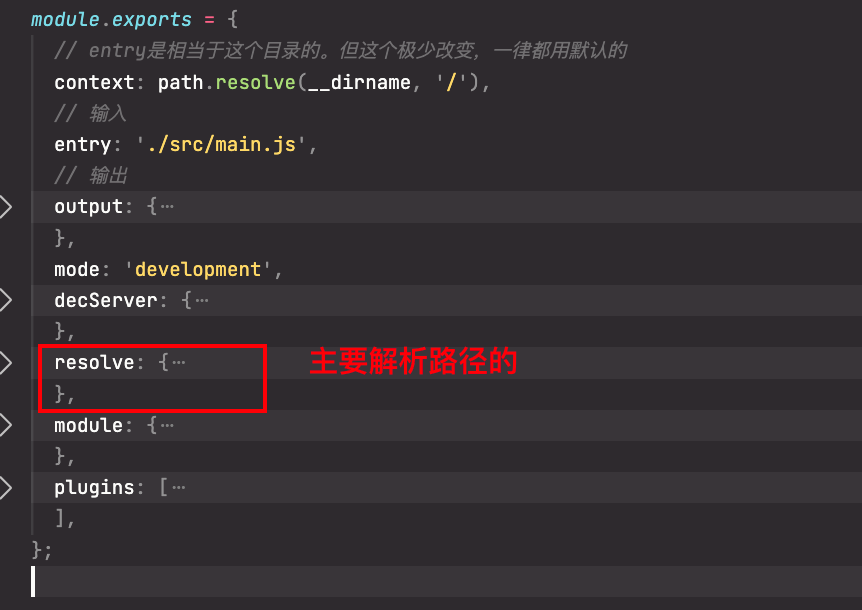 module.exports = {
// entry是相当于这个目录的。但这个极少改变，一律都用默认的
context: path.resolve(__dirname, '/'),
// 输入
entry: './src/main.js',
// 输出
output: {…
},
mode: 'development',
decServer: {…
},
resolve: {… 主要解析路径的
},
module: {…
},
plugins: […
],
};